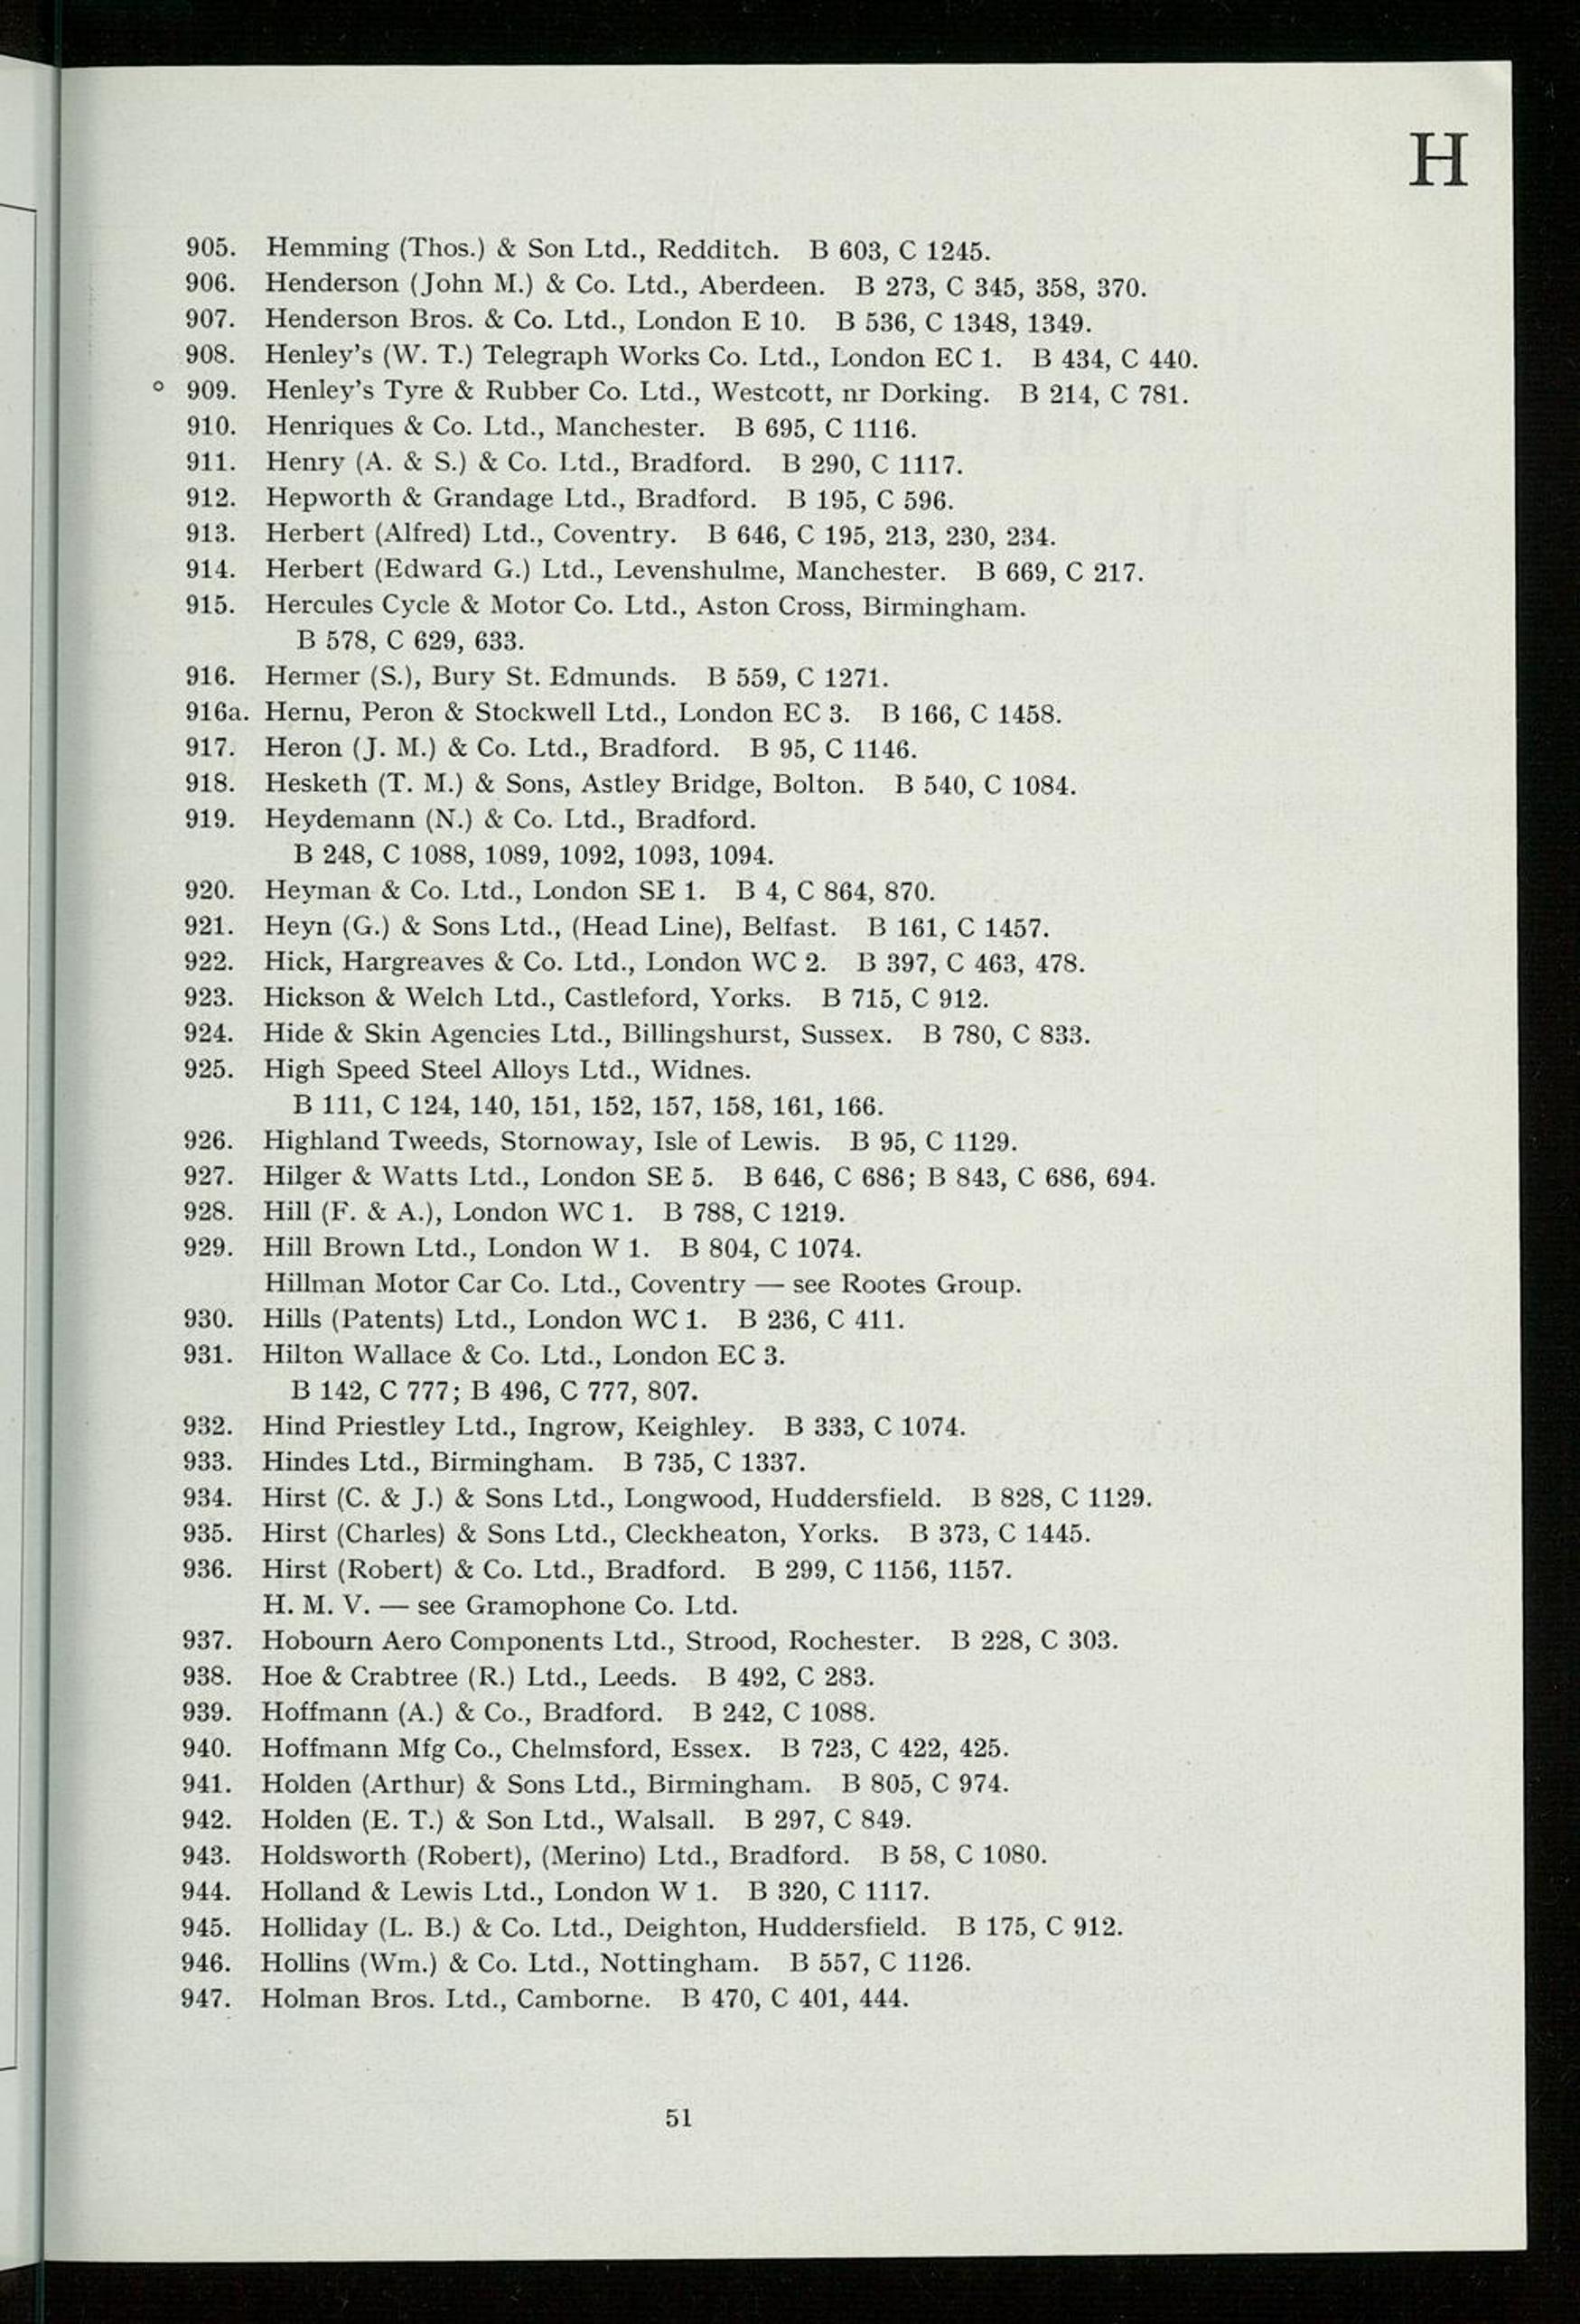 H
905. Hemming (Thos.) & Son Ltd., Redditch. B 603, C 1245.
906. Henderson (John M.) & Co. Ltd., Aberdeen. B 273, C 345, 358, 370.
907. Henderson Bros. & Co. Ltd., London E 10. B 536, C 1348, 1349.
908. Henley's (W. T.) Telegraph Works Co. Ltd., London EC 1. B 434, C 440.
° 909. Henley's Tyre & Rubber Co. Ltd., Westcott, nr Dorking. B 214, C 781.
910. Henriques & Co. Ltd., Manchester. B 695, C 1116.
911. Henry (A. & S.) & Co. Ltd., Bradford. B 290, C 1117.
912. Hepworth & Grandage Ltd., Bradford. B 195, C 596.
913. Herbert (Alfred) Ltd., Coventry. B 646, C 195, 213, 230, 234.
914. Herbert (Edward G.) Ltd., Levenshulme, Manchester. B 669, C 217.
915. Hercules Cycle & Motor Co. Ltd., Aston Cross, Birmingham.
B 578, C 629, 633.
916. Hermer (S.), Bury St. Edmunds. B 559, C 1271.
916a. Hernu, Peron & Stockwell Ltd., London EC 3. B 166, C 1458.
917. Heron (J. M.) & Co. Ltd., Bradford. B 95, C 1146.
918. Hesketh (T. M.) & Sons, Astley Bridge, Bolton. B 540, C 1084.
919. Heydemann (N.) & Co. Ltd., Bradford.
B 248, C 1088, 1089, 1092, 1093, 1094.
920. Heyman & Co. Ltd., London SE 1. B 4, C 864, 870.
921. Heyn (G.) & Sons Ltd., (Head Line), Belfast. B 161, C 1457.
922. Hick, Hargreaves & Co. Ltd., London WC 2. B 397, C 463, 478.
923. Hickson & Welch Ltd., Castleford, Yorks. B 715, C 912.
924. Hide & Skin Agencies Ltd., Billingshurst, Sussex. B 780, C 833.
925. High Speed Steel Alloys Ltd., Widnes.
B 111, C 124, 140, 151, 152, 157, 158, 161, 166.
926. Highland Tweeds, Stornoway, Isle of Lewis. B 95, C 1129.
927. Hilger & Watts Ltd., London SE 5. B 646, C 686; B 843, C 686, 694.
928. Hill (F. & A.), London WC 1. B 788, C 1219.
929. Hill Brown Ltd., London W 1. B 804, C 1074.
Hillman Motor Car Co. Ltd., Coventry — see Rootes Group.
930. Hills (Patents) Ltd., London WC 1. B 236, C 411.
931. Hilton Wallace & Co. Ltd., London EC 3.
B 142, C 777; B 496, C 777, 807.
932. Hind Priestley Ltd., Ingrow, Keighley. B 333, C 1074.
933. Hindes Ltd., Birmingham. B 735, C 1337.
934. Hirst (C. & J.) & Sons Ltd., Longwood, Huddersfield. B 828, C 1129.
935. Hirst (Charles) & Sons Ltd., Cleckheaton, Yorks. B 373, C 1445.
936. Hirst (Robert) & Co. Ltd., Bradford. B 299, C 1156, 1157.
H. M. V. — see Gramophone Co. Ltd.
937. Hobourn Aero Components Ltd., Strood, Rochester. B 228, C 303.
938. Hoe & Crabtree (R.) Ltd., Leeds. B 492, C 283.
939. Hoffmann (A.) & Co., Bradford. B 242, C 1088.
940. Hoffmann Mfg Co., Chelmsford, Essex. B 723, C 422, 425.
941. Holden (Arthur) & Sons Ltd., Birmingham. B 805, C 974.
942. Holden (E. T.) & Son Ltd., Walsall. B 297, C 849.
943. Holdsworth (Robert), (Merino) Ltd., Bradford. B 58, C 1080.
944. Holland & Lewis Ltd., London W 1. B 320, C 1117.
945. Holliday (L. B.) & Co. Ltd., Deighton, Huddersfield. B 175, C 912.
946. Hollins (Wm.) & Co. Ltd., Nottingham. B 557, C 1126.
947. Holman Bros. Ltd., Camborne. B 470, C 401, 444.
51